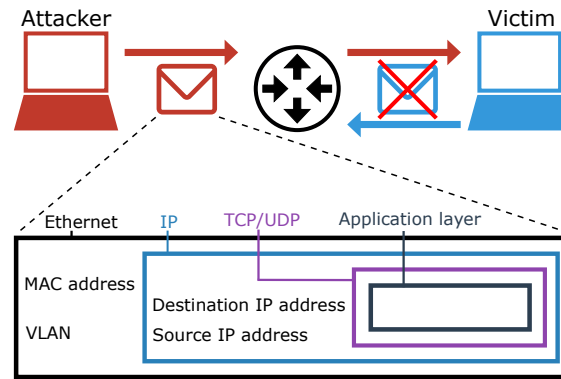 Attacker
Victim
Ethernet
IP
TCP/UDP
Application layer
MAC address
Destination IP address
VLAN
Source IP address